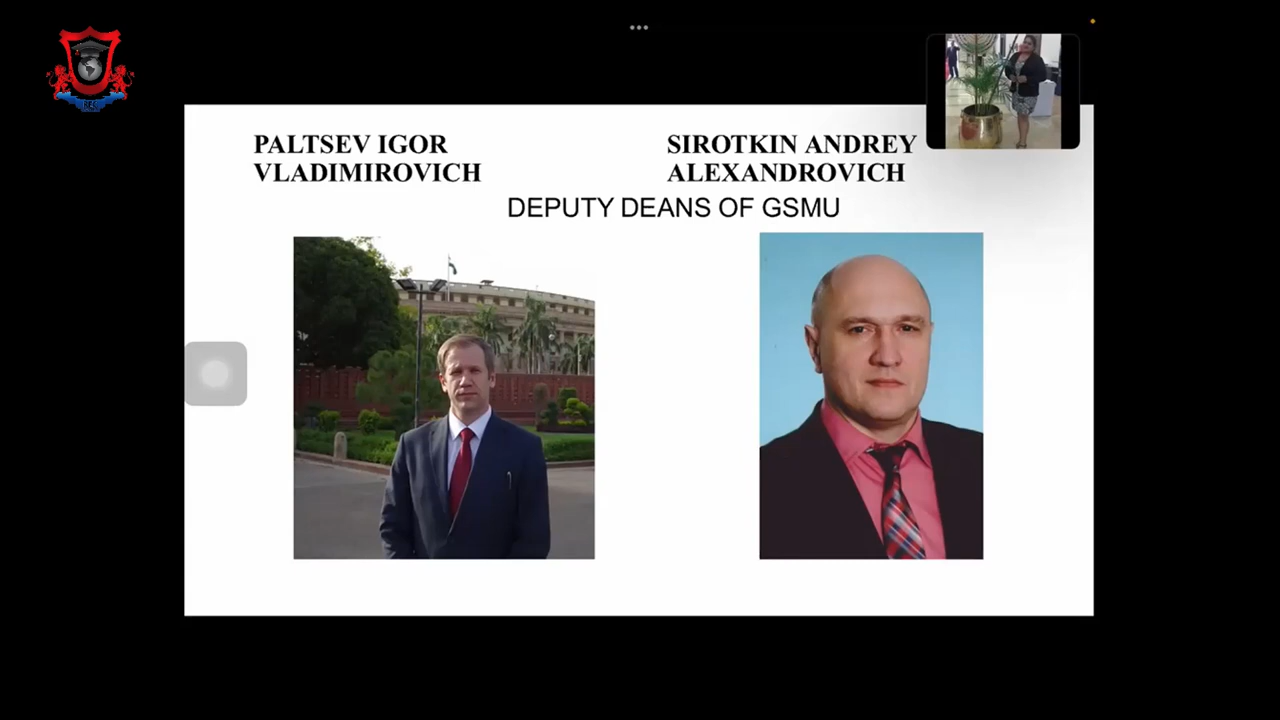 PALTSEV IGOR
VLADIMIROVICH
SIROTKIN ANDREY
ALEXANDROVICH
DEPUTY DEANS OF GSMU